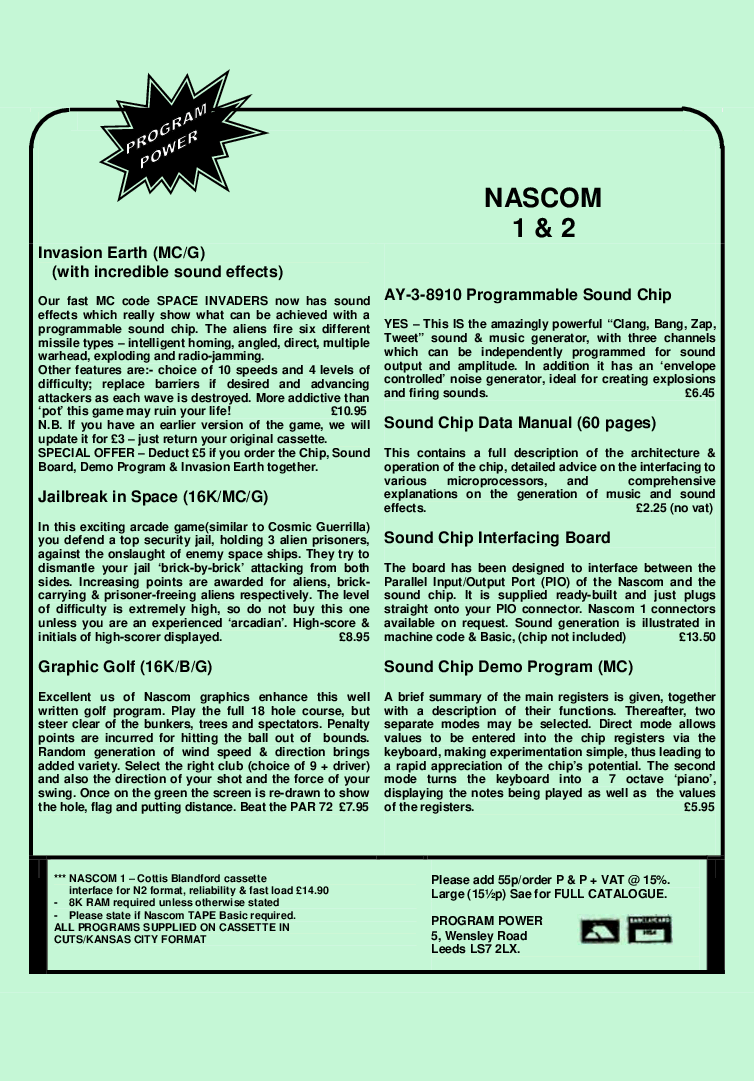 PROGRAM
POWER
NASCOM
1 & 2
Invasion Earth (MC/G)
(with incredible sound effects)
Our fast MC code SPACE INVADERS now has sound
effects which really show what can be achieved with a
programmable sound chip. The aliens fire six different
missile types – intelligent homing, angled, direct, multiple
warhead, exploding and radio-jamming.
Other features are:- choice of 10 speeds and 4 levels of
difficulty; replace barriers if desired and advancing
attackers as each wave is destroyed. More addictive than
‘pot’ this game may ruin your life! £10.95
N.B. If you have an earlier version of the game, we will
update it for £3 – just return your original cassette.
SPECIAL OFFER – Deduct £5 if you order the Chip, Sound
Board, Demo Program & Invasion Earth together.
Jailbreak in Space (16K/MC/G)
In this exciting arcade game(similar to Cosmic Guerrilla)
you defend a top security jail, holding 3 alien prisoners,
against the onslaught of enemy space ships. They try to
dismantle your jail ‘brick-by-brick’ attacking from both
sides. Increasing points are awarded for aliens, brick-
carrying & prisoner-freeing aliens respectively. The level
of difficulty is extremely high, so do not buy this one
unless you are an experienced ‘arcadian’. High-score &
initials of high-scorer displayed. £8.95
Graphic Golf (16K/B/G)
Excellent us of Nascom graphics enhance this well
written golf program. Play the full 18 hole course, but
steer clear of the bunkers, trees and spectators. Penalty
points are incurred for hitting the ball out of bounds.
Random generation of wind speed & direction brings
added variety. Select the right club (choice of 9 + driver)
and also the direction of your shot and the force of your
swing. Once on the green the screen is re-drawn to show
the hole, flag and putting distance. Beat the PAR 72 £7.95
AY-3-8910 Programmable Sound Chip
YES – This IS the amazingly powerful “Clang, Bang, Zap,
Tweet” sound & music generator, with three channels
which can be independently programmed for sound
output and amplitude. In addition it has an ‘envelope
controlled’ noise generator, ideal for creating explosions
and firing sounds. £6.45
Sound Chip Data Manual (60 pages)
This contains a full description of the architecture &
operation of the chip, detailed advice on the interfacing to
various microprocessors, and comprehensive
explanations on the generation of music and sound
effects. £2.25 (no vat)
Sound Chip Interfacing Board
The board has been designed to interface between the
Parallel Input/Output Port (PIO) of the Nascom and the
sound chip. It is supplied ready-built and just plugs
straight onto your PIO connector. Nascom 1 connectors
available on request. Sound generation is illustrated in
machine code & Basic, (chip not included) £13.50
Sound Chip Demo Program (MC)
A brief summary of the main registers is given, together
with a description of their functions. Thereafter, two
separate modes may be selected. Direct mode allows
values to be entered into the chip registers via the
keyboard, making experimentation simple, thus leading to
a rapid appreciation of the chip’s potential. The second
mode turns the keyboard into a 7 octave ‘piano’,
displaying the notes being played as well as the values
of the registers. £5.95
*** NASCOM 1 – Cottis Blandford cassette
interface for N2 format, reliability & fast load £14.90
- 8K RAM required unless otherwise stated
- Please state if Nascom TAPE Basic required.
ALL PROGRAMS SUPPLIED ON CASSETTE IN
CUTS/KANSAS CITY FORMAT
Please add 55p/order P & P + VAT @ 15%.
Large (15½p) Sae for FULL CATALOGUE.
PROGRAM POWER
5, Wensley Road
Leeds LS7 2LX.
BARCLAYCARD
VISA